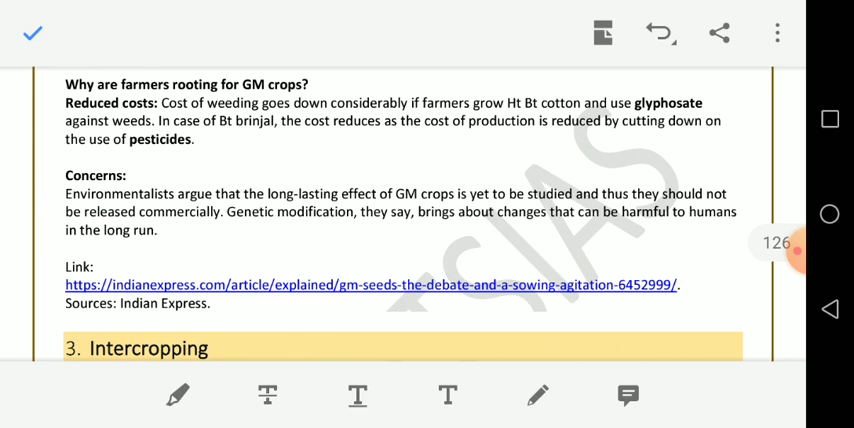 Why are farmers rooting for GM crops?
Reduced costs: Cost of weeding goes down considerably if farmers grow Ht Bt cotton and use glyphosate
against weeds. In case of Bt brinjal, the cost reduces as the cost of production is reduced by cutting down on
the use of pesticides.
Concerns:
Environmentalists argue that the long-lasting effect of GM crops is yet to be studied and thus they should not
be released commercially. Genetic modification, they say, brings about changes that can be harmful to humans
in the long run.
126
Link:
https://indianexpress.com/article/explained/gm-seeds-the-debate-and-a-sowing-agitation-6452999/.
Sources: Indian Express.
3. Intercropping
T
T
T